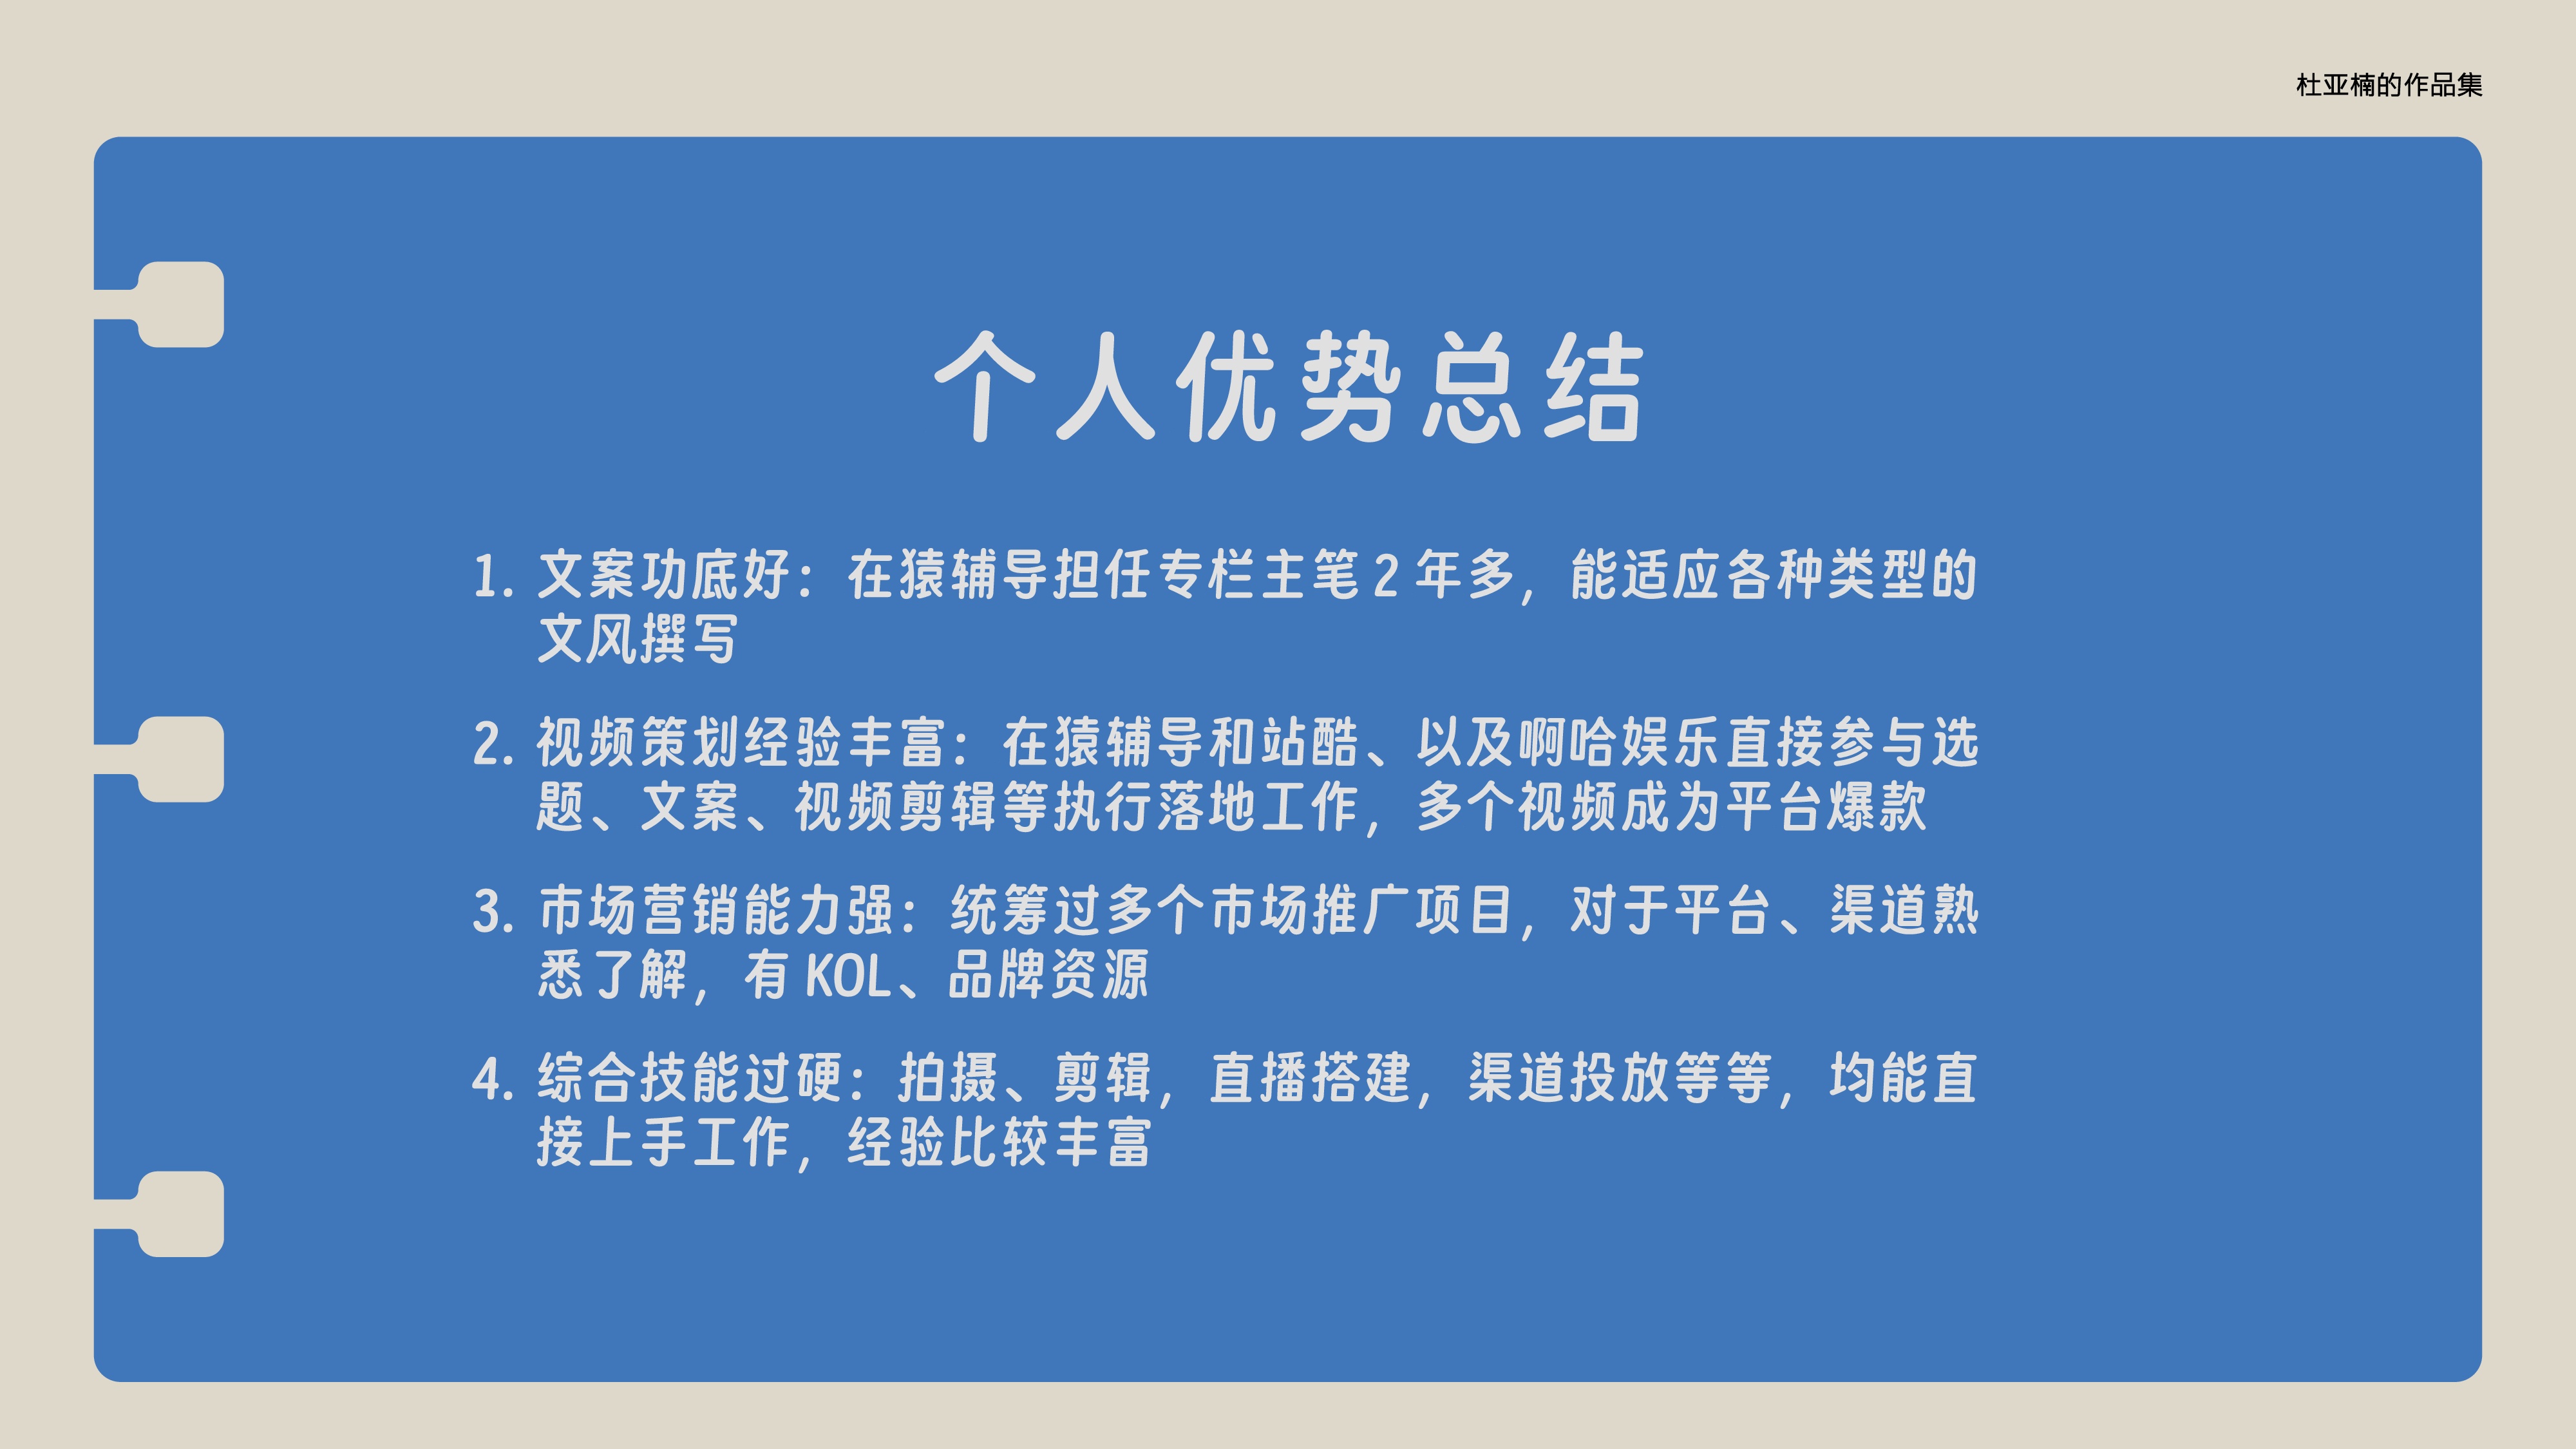 杜亚楠的作品集
个人优势总结
1. 文案功底好：在猿辅导担任专栏主笔 2 年多，能适应各种类型的
文风撰写
2. 视频策划经验丰富：在猿辅导和站酷、以及啊哈娱乐直接参与选
题、文案、视频剪辑等执行落地工作，多个视频成为平台爆款
3. 市场营销能力强：统筹过多个市场推广项目，对于平台、渠道熟
悉了解，有 KOL、品牌资源
4. 综合技能过硬：拍摄、剪辑，直播搭建，渠道投放等等，均能直
接上手工作，经验比较丰富